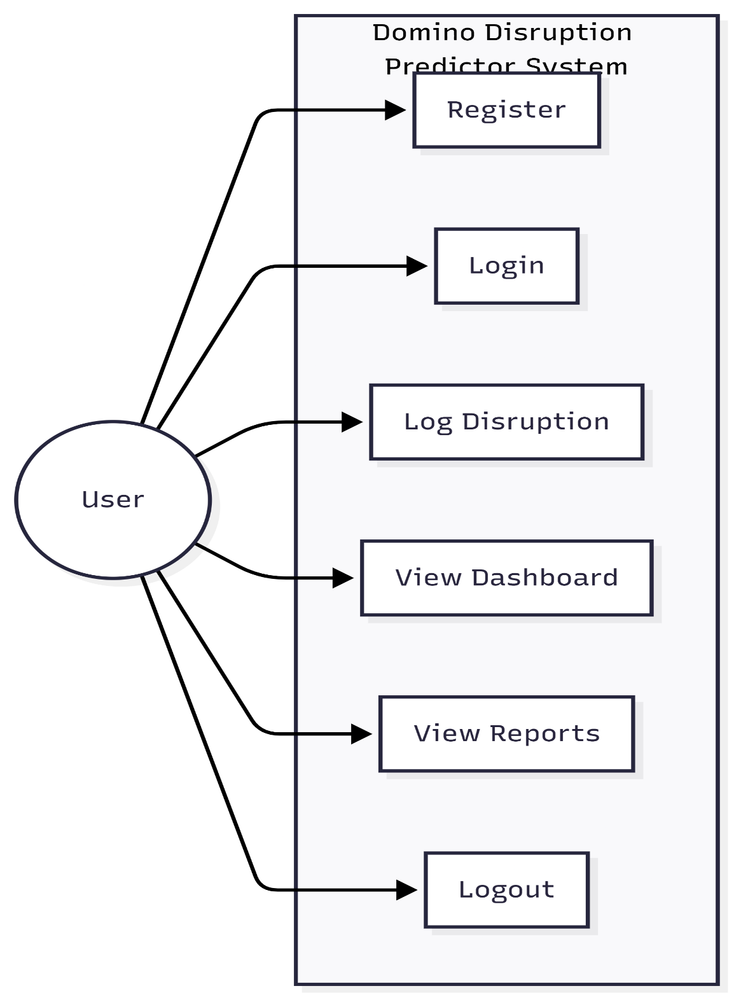 Domino Disruption
Predictor System
Register
Login
Log Disruption
User
View Dashboard
View Reports
Logout